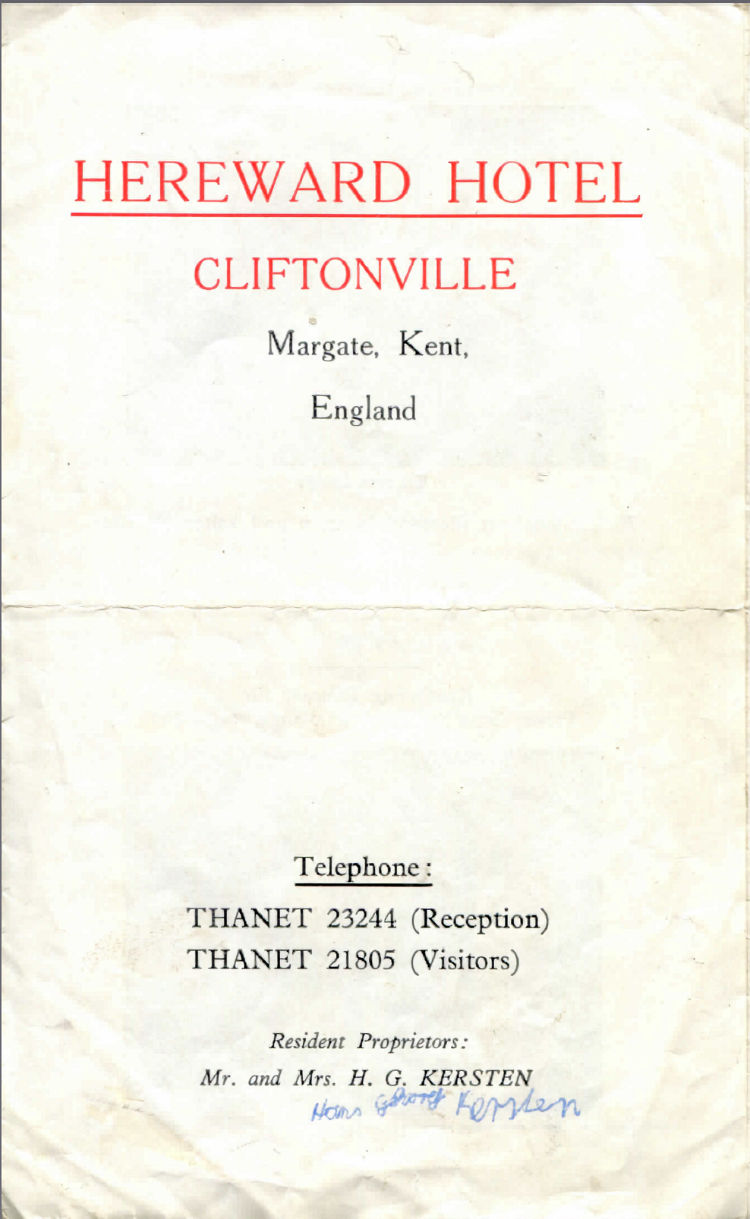 HEREWARD HOTEL
CLIFTONVILLE
Margate, Kent,
England
Telephone :
THANET 23244 (Reception)
THANET 21805 (Visitors)
Resident Proprietors:
Mr. and Mrs. H. G. KERSTEN
Hans Kersten